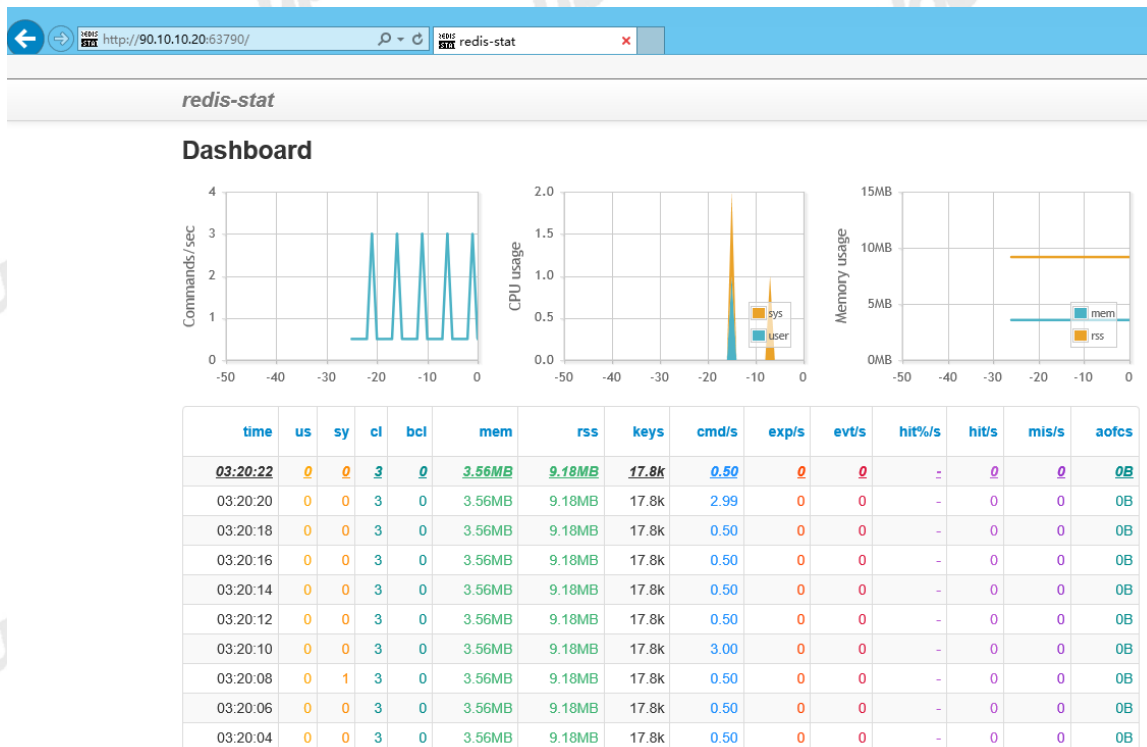 http://90.10.10.20:63790/
REDIS STAT redis-stat
redis-stat
Dashboard
Commands/sec
4
3
2
1
0
-50 -40 -30 -20 -10 0
CPU usage
2.0
1.5
1.0
0.5
0.0
sys
user
-50 -40 -30 -20 -10 0
Memory usage
15MB
10MB
5MB
0MB
mem
rss
-50 -40 -30 -20 -10 0
time us sy cl bcl mem rss keys cmd/s exp/s evt/s hit%/s hit/s mis/s aofcs
03:20:22 0 0 3 0 3.56MB 9.18MB 17.8k 0.50 0 0 - 0 0 0B
03:20:20 0 0 3 0 3.56MB 9.18MB 17.8k 2.99 0 0 - 0 0 0B
03:20:18 0 0 3 0 3.56MB 9.18MB 17.8k 0.50 0 0 - 0 0 0B
03:20:16 0 0 3 0 3.56MB 9.18MB 17.8k 0.50 0 0 - 0 0 0B
03:20:14 0 0 3 0 3.56MB 9.18MB 17.8k 0.50 0 0 - 0 0 0B
03:20:12 0 0 3 0 3.56MB 9.18MB 17.8k 0.50 0 0 - 0 0 0B
03:20:10 0 0 3 0 3.56MB 9.18MB 17.8k 3.00 0 0 - 0 0 0B
03:20:08 0 1 3 0 3.56MB 9.18MB 17.8k 0.50 0 0 - 0 0 0B
03:20:06 0 0 3 0 3.56MB 9.18MB 17.8k 0.50 0 0 - 0 0 0B
03:20:04 0 0 3 0 3.56MB 9.18MB 17.8k 0.50 0 0 - 0 0 0B